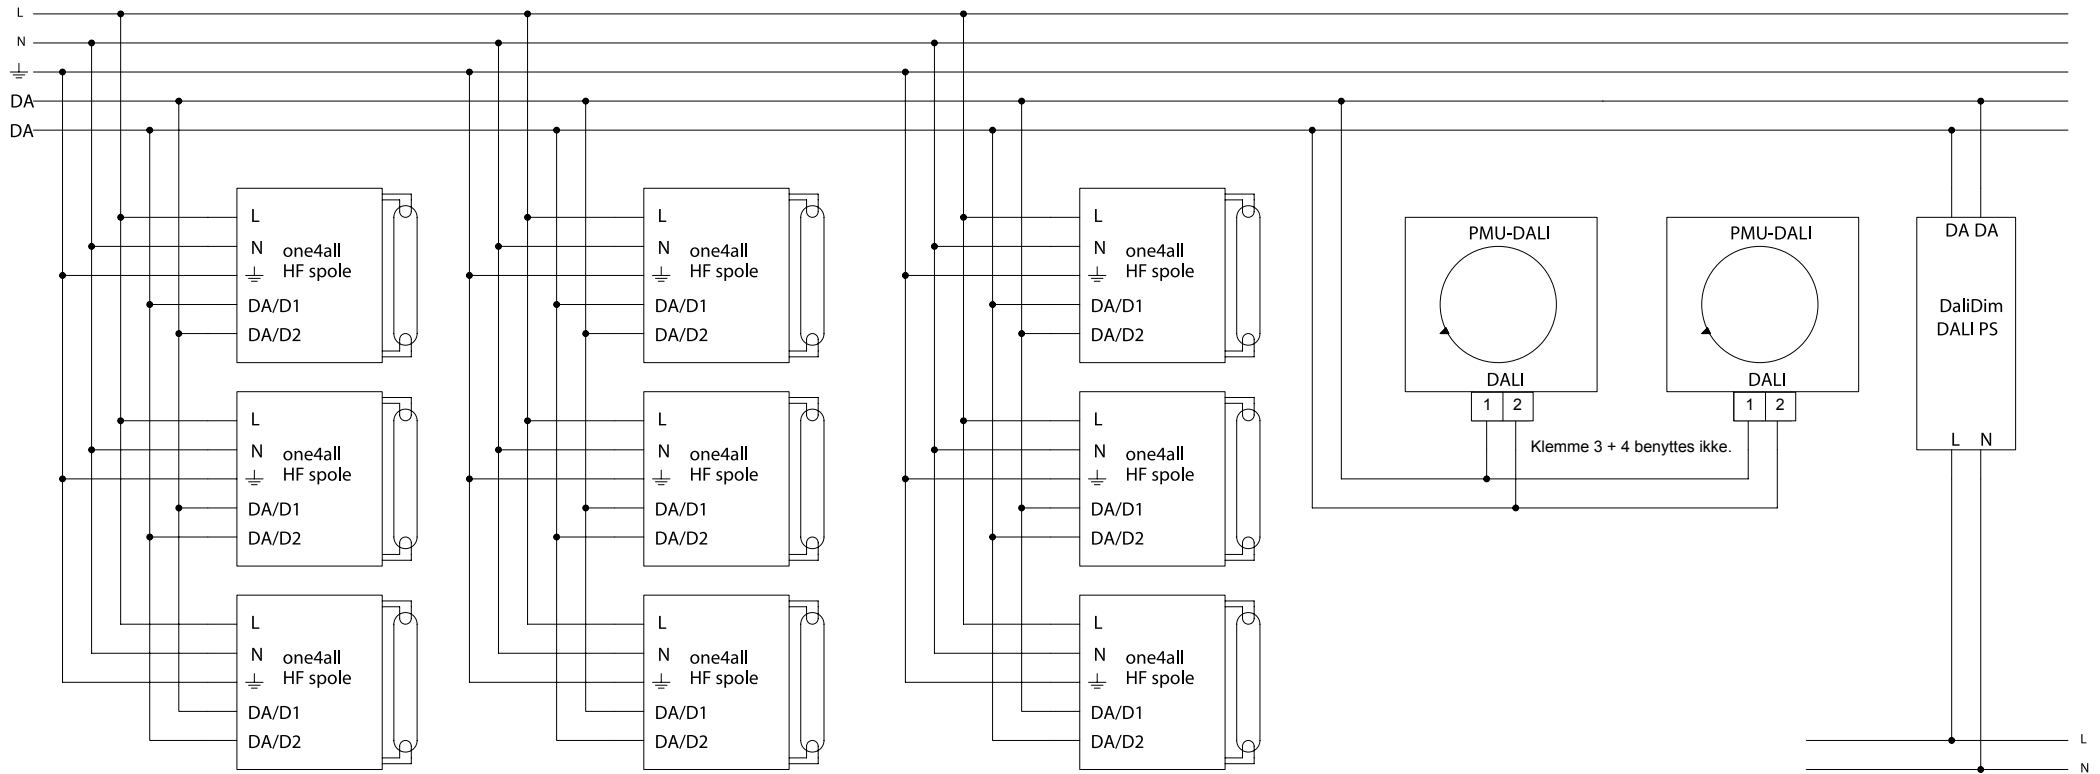 L
N
DA
DA
L
N
one4all
HF spole
DA/D1
DA/D2
L
N
one4all
HF spole
DA/D1
DA/D2
L
N
one4all
HF spole
DA/D1
DA/D2
L
N
one4all
HF spole
DA/D1
DA/D2
L
N
one4all
HF spole
DA/D1
DA/D2
L
N
one4all
HF spole
DA/D1
DA/D2
L
N
one4all
HF spole
DA/D1
DA/D2
L
N
one4all
HF spole
DA/D1
DA/D2
L
N
one4all
HF spole
DA/D1
DA/D2
PMU-DALI
DALI
1 2
PMU-DALI
DALI
1 2
Klemme 3 + 4 benyttes ikke.
DA DA
DaliDim
DALI PS
L N
L
N